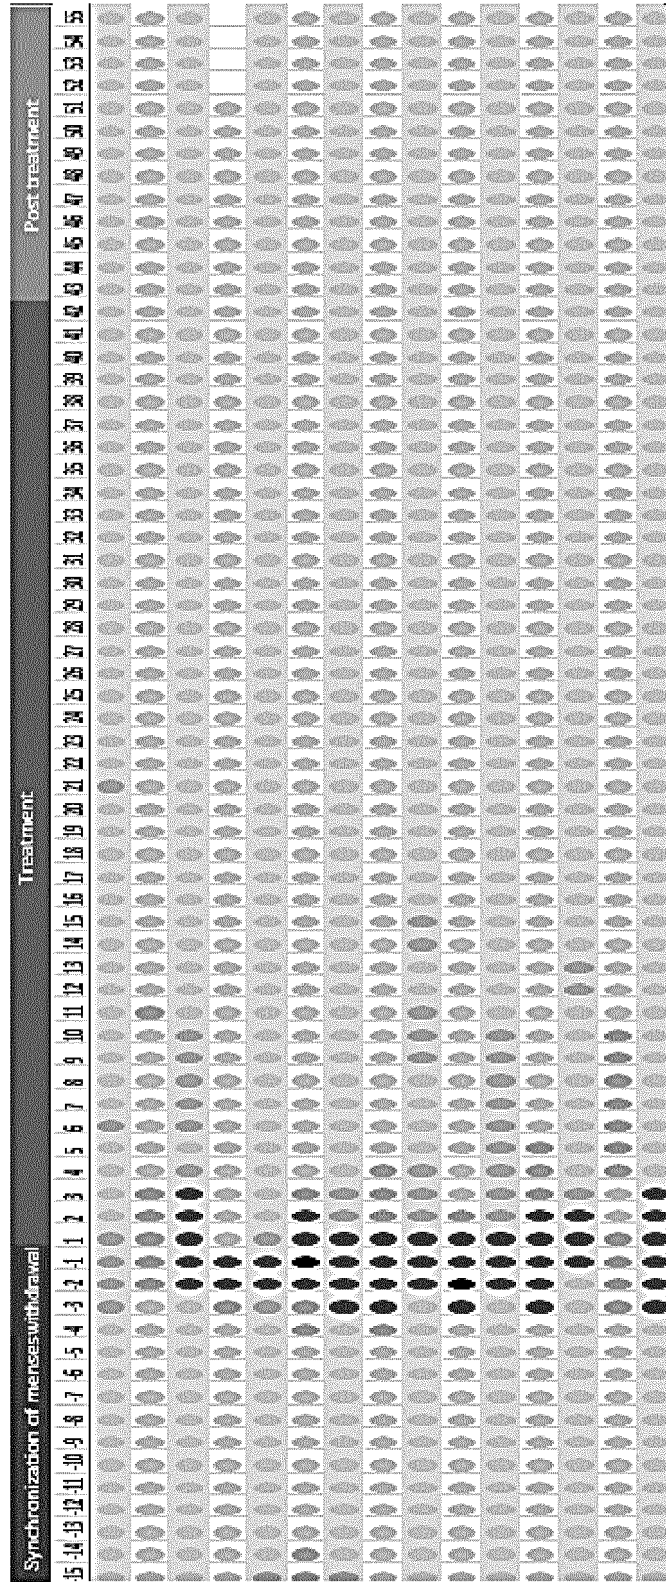 Synchronization of menses withdrawal
Treatment
Post treatment
-15 -14 -13 -12 -11 -10 -9 -8 -7 -6 -5 -4 -3 -2 -1 1 2 3 4 5 6 7 8 9 10 11 12 13 14 15 16 17 18 19 20 21 22 23 24 25 26 27 28 29 30 31 32 33 34 35 36 37 38 39 40 41 42 43 44 45 46 47 48 49 50 51 52 53 54 55